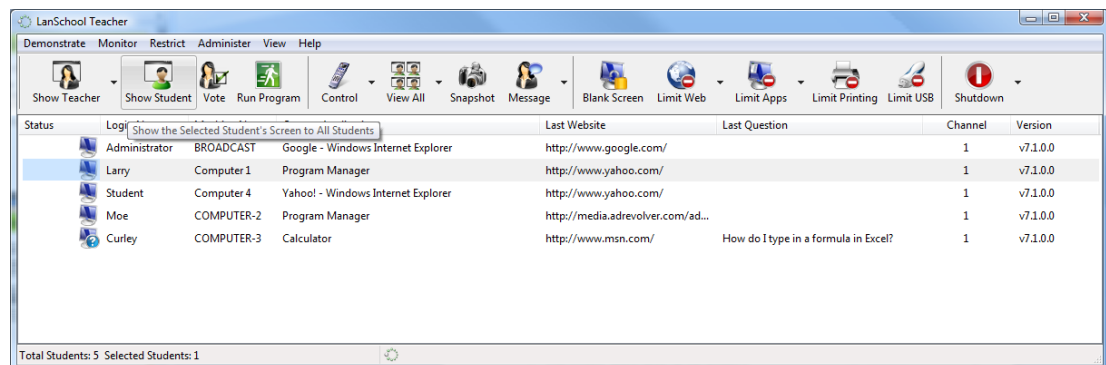 LanSchool Teacher
Demonstrate Monitor Restrict Administer View Help
Show Teacher Show Student Vote Run Program Control View All Snapshot Message Blank Screen Limit Web Limit Apps Limit Printing Limit USB Shutdown
Status Last Website Last Question Channel Version
Show the Selected Student's Screen to All Students
Administrator BROADCAST Google - Windows Internet Explorer http://www.google.com/ 1 v7.1.0.0
Larry Computer 1 Program Manager http://www.yahoo.com/ 1 v7.1.0.0
Student Computer 4 Yahoo! - Windows Internet Explorer http://www.yahoo.com/ 1 v7.1.0.0
Moe COMPUTER-2 Program Manager http://media.adrevolver.com/ad... 1 v7.1.0.0
Curley COMPUTER-3 Calculator http://www.msn.com/ How do I type in a formula in Excel? 1 v7.1.0.0
Total Students: 5 Selected Students: 1